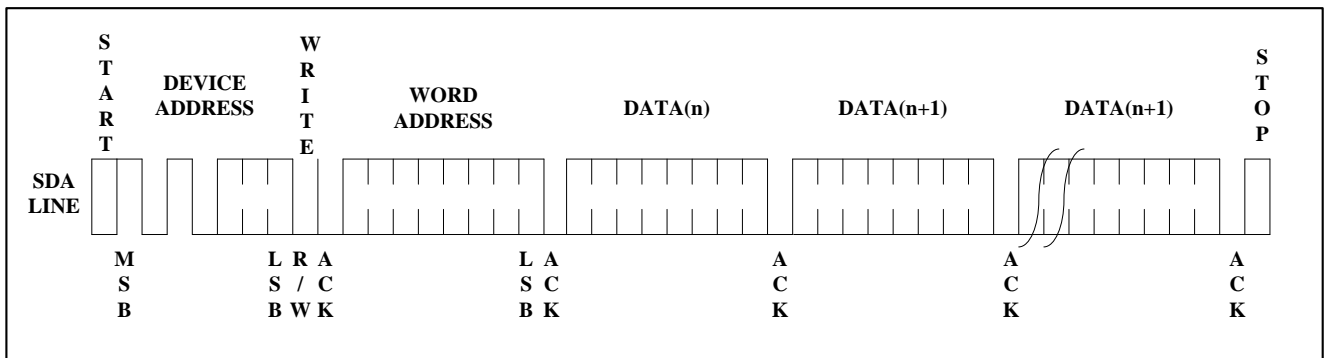 START
DEVICE
ADDRESS
WRITE
WORD
ADDRESS
DATA(n)
DATA(n+1)
DATA(n+1)
STOP
SDA
LINE
MSB
LSB
R/W
ACK
LSB
ACK
ACK
ACK
ACK